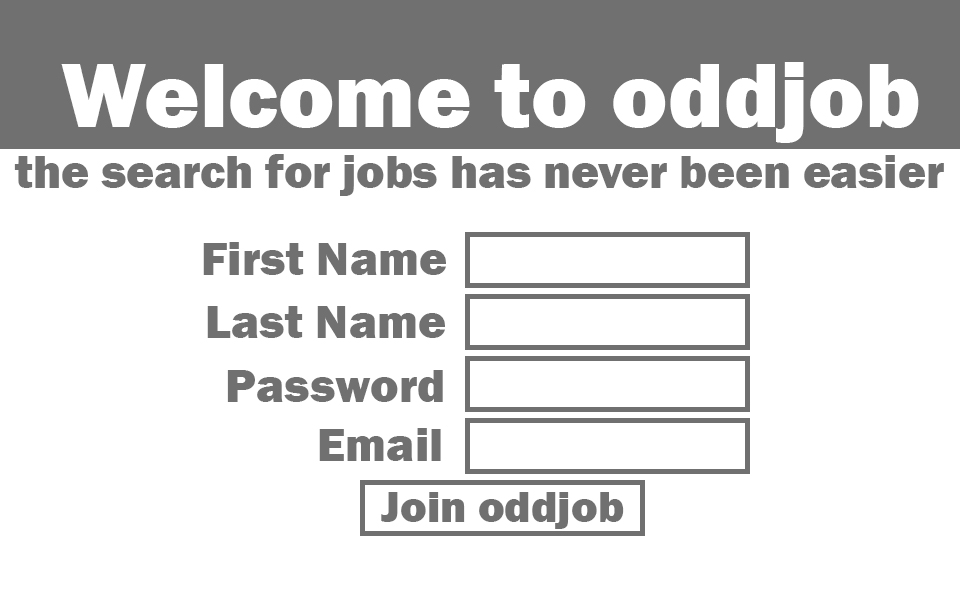 Welcome to oddjob
the search for jobs has never been easier
First Name
Last Name
Password
Email
Join oddjob